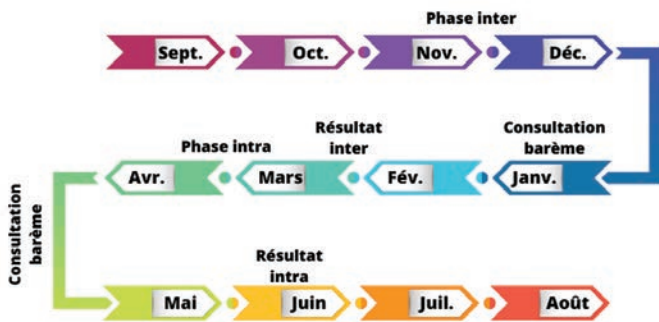 Phase inter
Sept. Oct. Nov. Déc.
Consultation
barème
Résultat
inter
Phase intra
Janv. Fév. Mars Avr.
Consultation
barème
Résultat
intra
Mai Juin Juil. Août